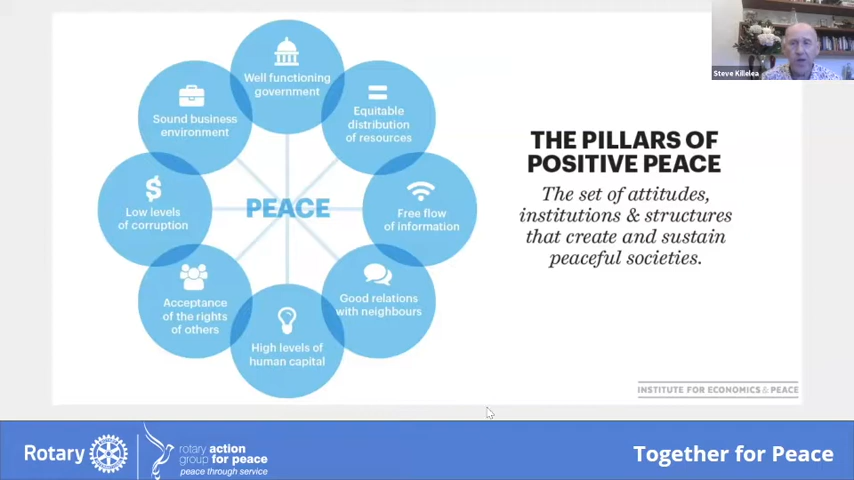 Well functioning
government
Equitable
distribution
of resources
Free flow
of information
Good relations
with neighbours
High levels of
human capital
Acceptance
of the rights
of others
Low levels
of corruption
Sound business
environment
PEACE
THE PILLARS OF
POSITIVE PEACE
The set of attitudes,
institutions & structures
that create and sustain
peaceful societies.
INSTITUTE FOR ECONOMICS & PEACE
Steve Killelea
Rotary
rotary action
group for peace
peace through service
Together for Peace